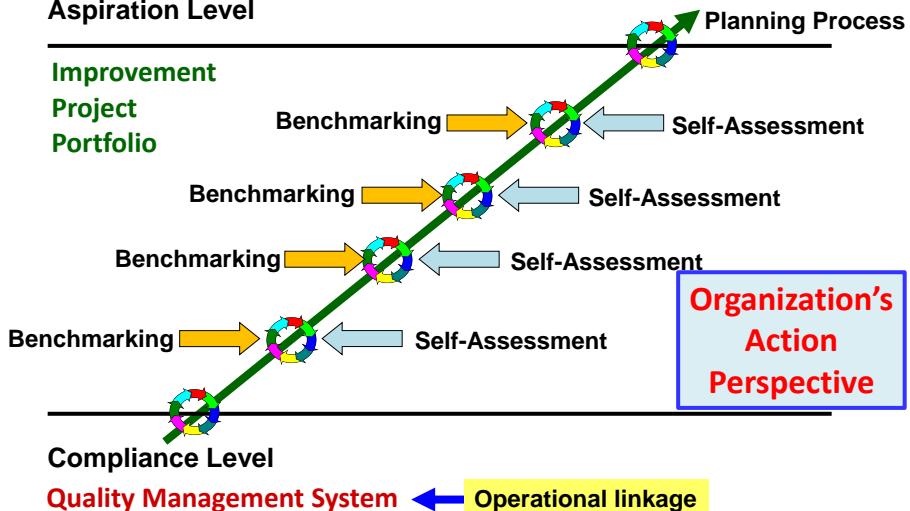 Aspiration Level
Planning Process
Improvement
Project
Portfolio
Benchmarking
Self-Assessment
Benchmarking
Self-Assessment
Benchmarking
Self-Assessment
Organization's
Action
Perspective
Benchmarking
Self-Assessment
Compliance Level
Quality Management System
Operational linkage